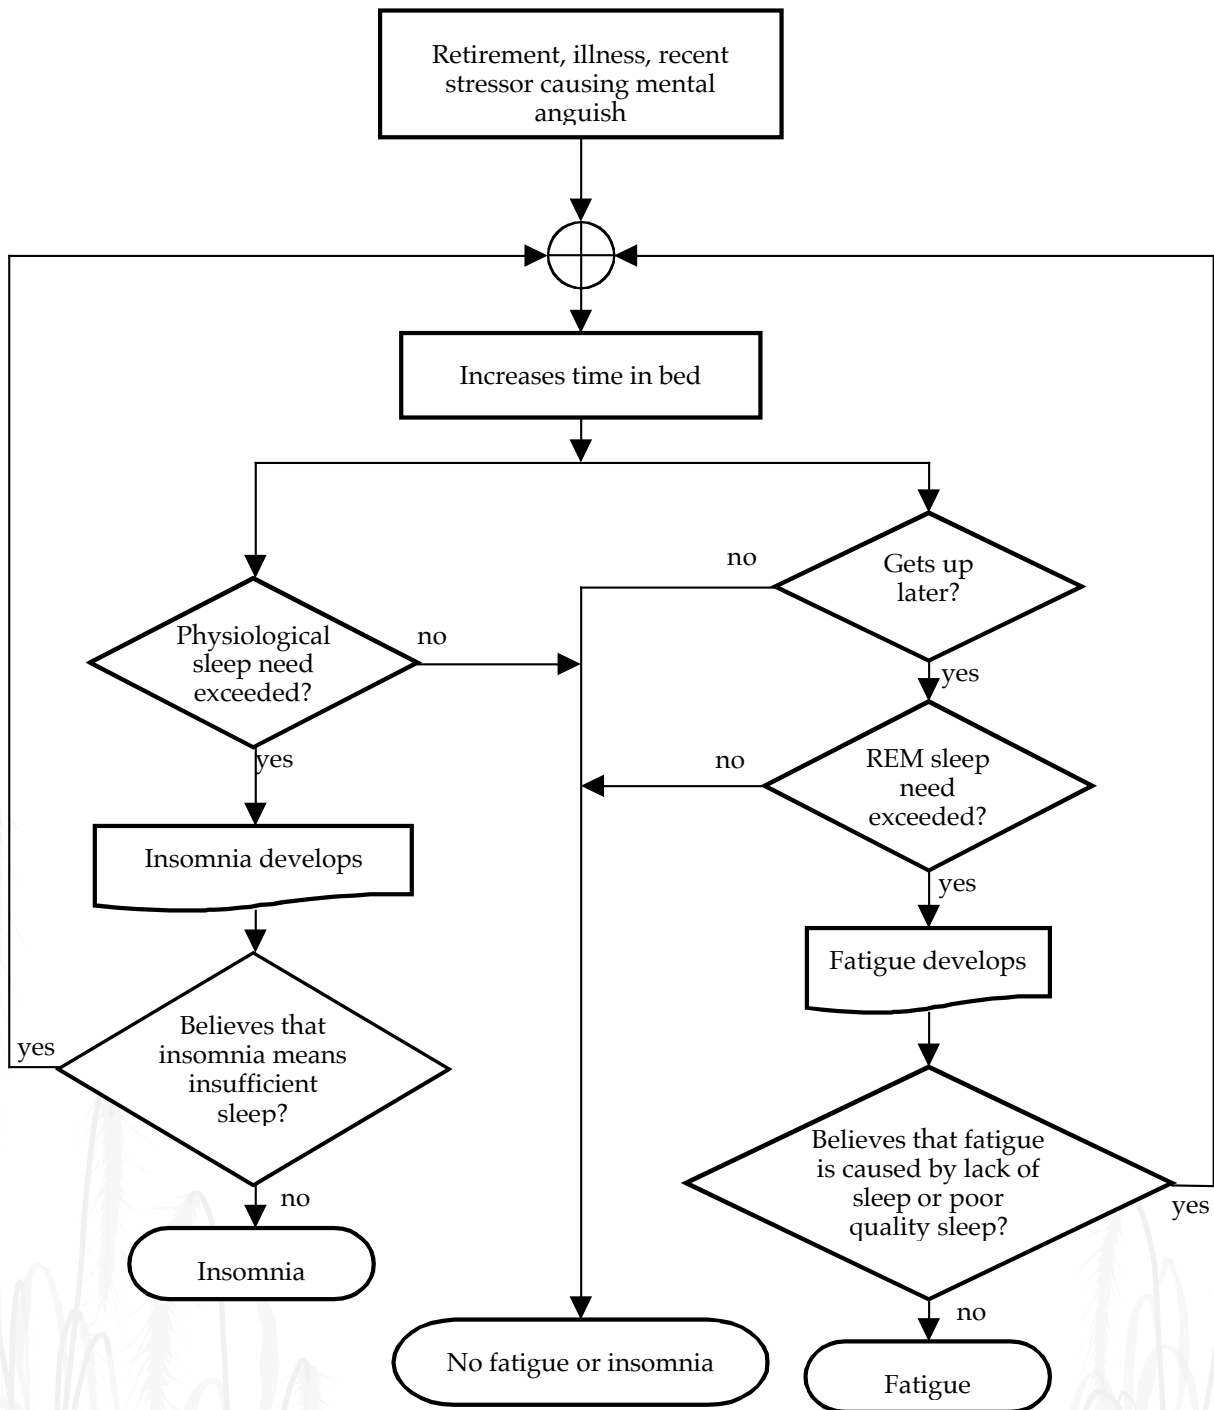 Retirement, illness, recent
stressor causing mental
anguish
Increases time in bed
no
Gets up
later?
Physiological
sleep need
exceeded?
no
yes
yes
no
REM sleep
need
exceeded?
Insomnia develops
yes
Fatigue develops
Believes that
insomnia means
insufficient
sleep?
yes
Believes that fatigue
is caused by lack of
sleep or poor
quality sleep?
yes
no
Insomnia
no
No fatigue or insomnia
Fatigue